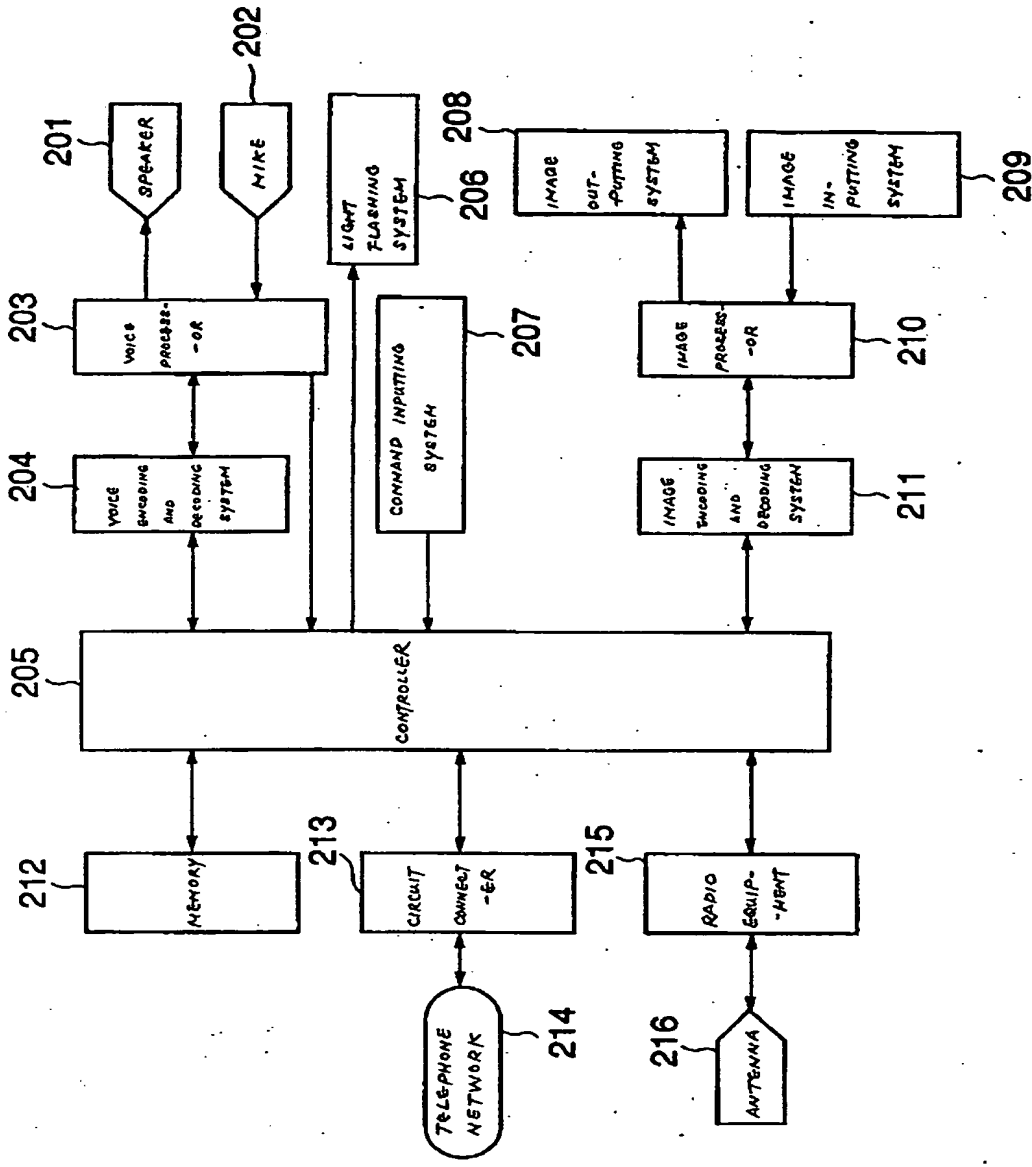 216
ANTENNA
TELEPHONE
NETWORK
214
215
RADIO
EQUIP-
-MENT
213
CIRCUIT
CONNECT
-ER
212
MEMORY
205
CONTROLLER
211
IMAGE
ENCODING
AND
DECODING
SYSTEM
COMMAND INPUTTING
SYSTEM
207
204
VOICE
ENCODING
AND
DECODING
SYSTEM
210
IMAGE
PROCESS-
-OR
203
VOICE
PROCESS-
-OR
209
IMAGE
IN-
PUTTING
SYSTEM
208
IMAGE
OUT-
-PUTTING
SYSTEM
LIGHT
FLASHING
SYSTEM
206
202
MIKE
201
SPEAKER